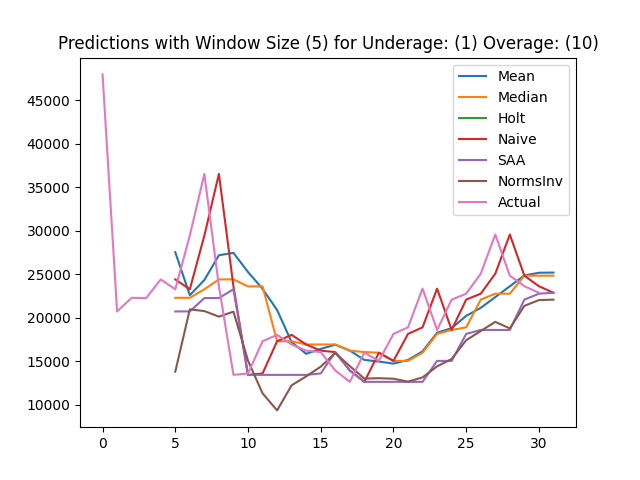 Predictions with Window Size (5) for Underage: (1) Overage: (10)
Mean
Median
Holt
Naive
SAA
NormsInv
Actual
45000
40000
35000
30000
25000
20000
15000
10000
0 5 10 15 20 25 30